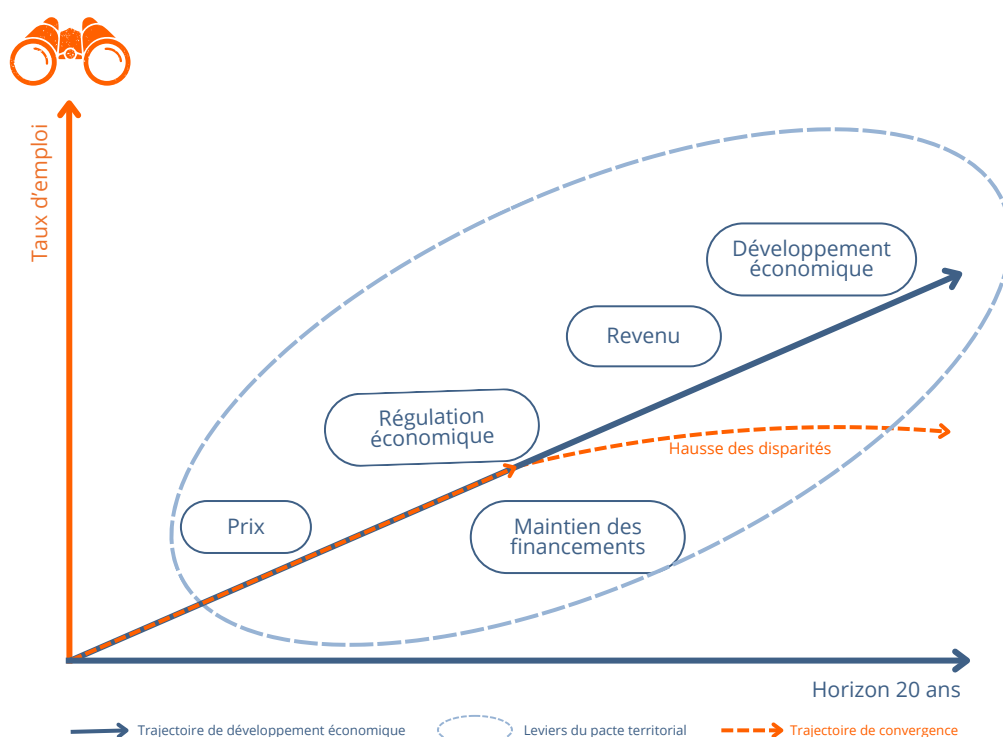 Taux d'emploi
Développement
économique
Revenu
Régulation
économique
Hausse des disparités
Prix
Maintien des
financements
Horizon 20 ans
Trajectoire de développement économique
Leviers du pacte territorial
Trajectoire de convergence